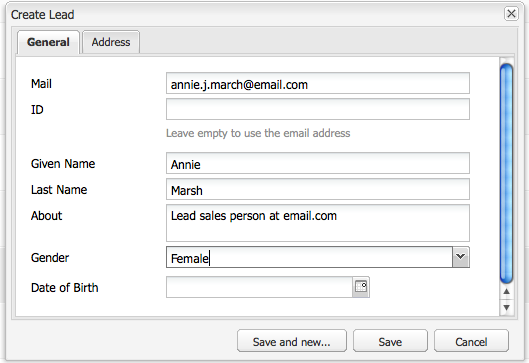 Create Lead
General Address
Mail annie.j.march@email.com
ID
Leave empty to use the email address
Given Name Annie
Last Name Marsh
About Lead sales person at email.com
Gender Female
Date of Birth
Save and new... Save Cancel